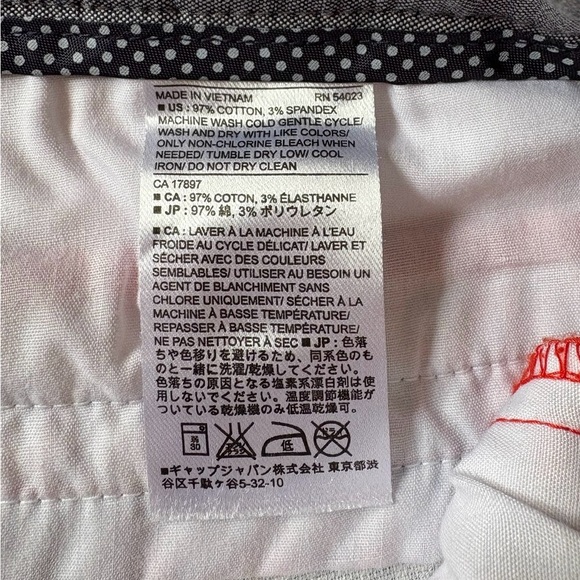 MADE IN VIETNAM RN 54023
■ US : 97% COTTON, 3% SPANDEX
MACHINE WASH COLD GENTLE CYCLE/
WASH AND DRY WITH LIKE COLORS/
ONLY NON-CHLORINE BLEACH WHEN
NEEDED/ TUMBLE DRY LOW/ COOL
IRON/ DO NOT DRY CLEAN
CA 17897
■ CA : 97% COTON, 3% ÉLASTHANNE
■ JP : 97% 綿, 3% ポリウレタン
■ CA : LAVER À LA MACHINE À L'EAU
FROIDE AU CYCLE DÉLICAT/ LAVER ET
SÉCHER AVEC DES COULEURS
SEMBLABLES/ UTILISER AU BESOIN UN
AGENT DE BLANCHIMENT SANS
CHLORE UNIQUEMENT/ SÉCHER À LA
MACHINE À BASSE TEMPÉRATURE/
REPASSER À BASSE TEMPÉRATURE/
NE PAS NETTOYER À SEC ■ JP : 色落
ちや色移りを避けるため、同系色のも
のと一緒に洗濯/乾燥してください。
色落ちの原因となる塩素系漂白剤は使
用しないでください。温度調節機能が
ついている乾燥機のみ低温乾燥可。
弱 30 低 ドライ
■ギャップジャパン株式会社 東京都渋
谷区千駄ヶ谷5-32-10